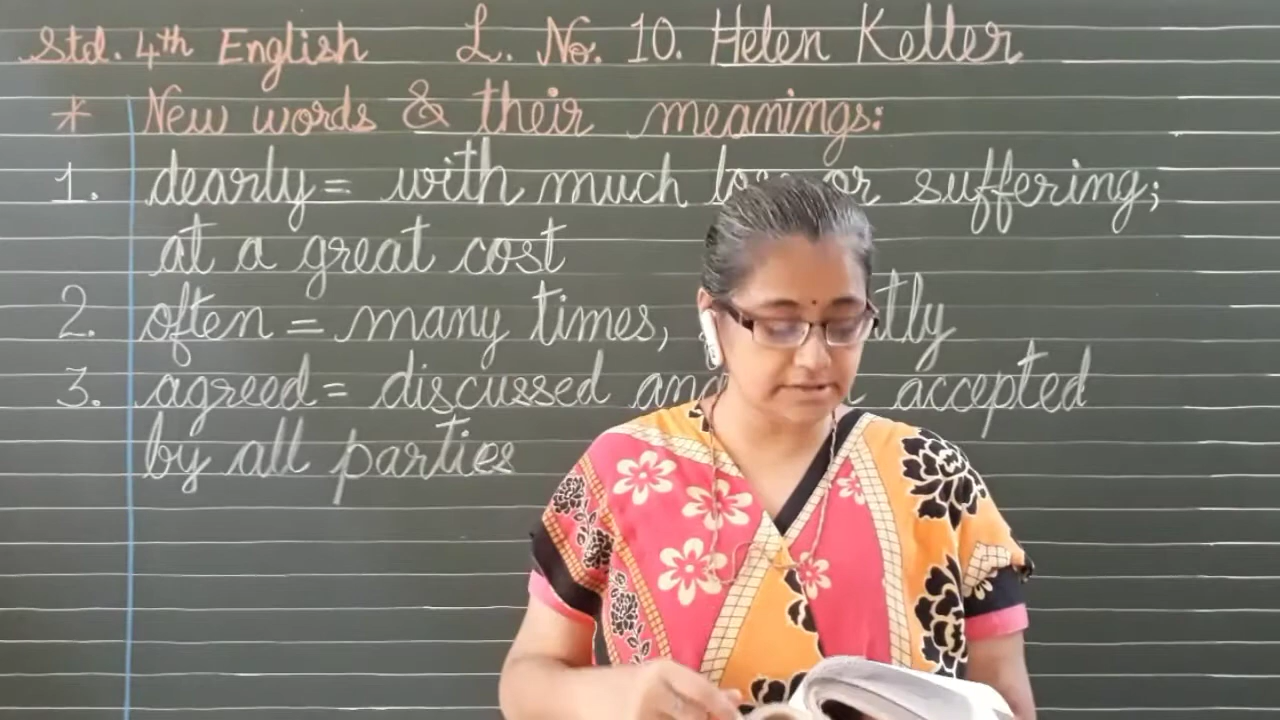 Std. 4th English L. No. 10. Helen Keller
* New words & their meanings:
1. dearly = with much or suffering;
at a great cost
2. often = many times,
3. agreed = discussed and accepted
by all parties